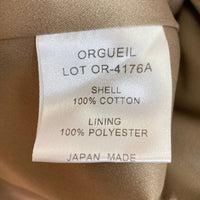 ORGUEIL
LOT OR-4176A
SHELL
100% COTTON
LINING
100% POLYESTER
JAPAN MADE